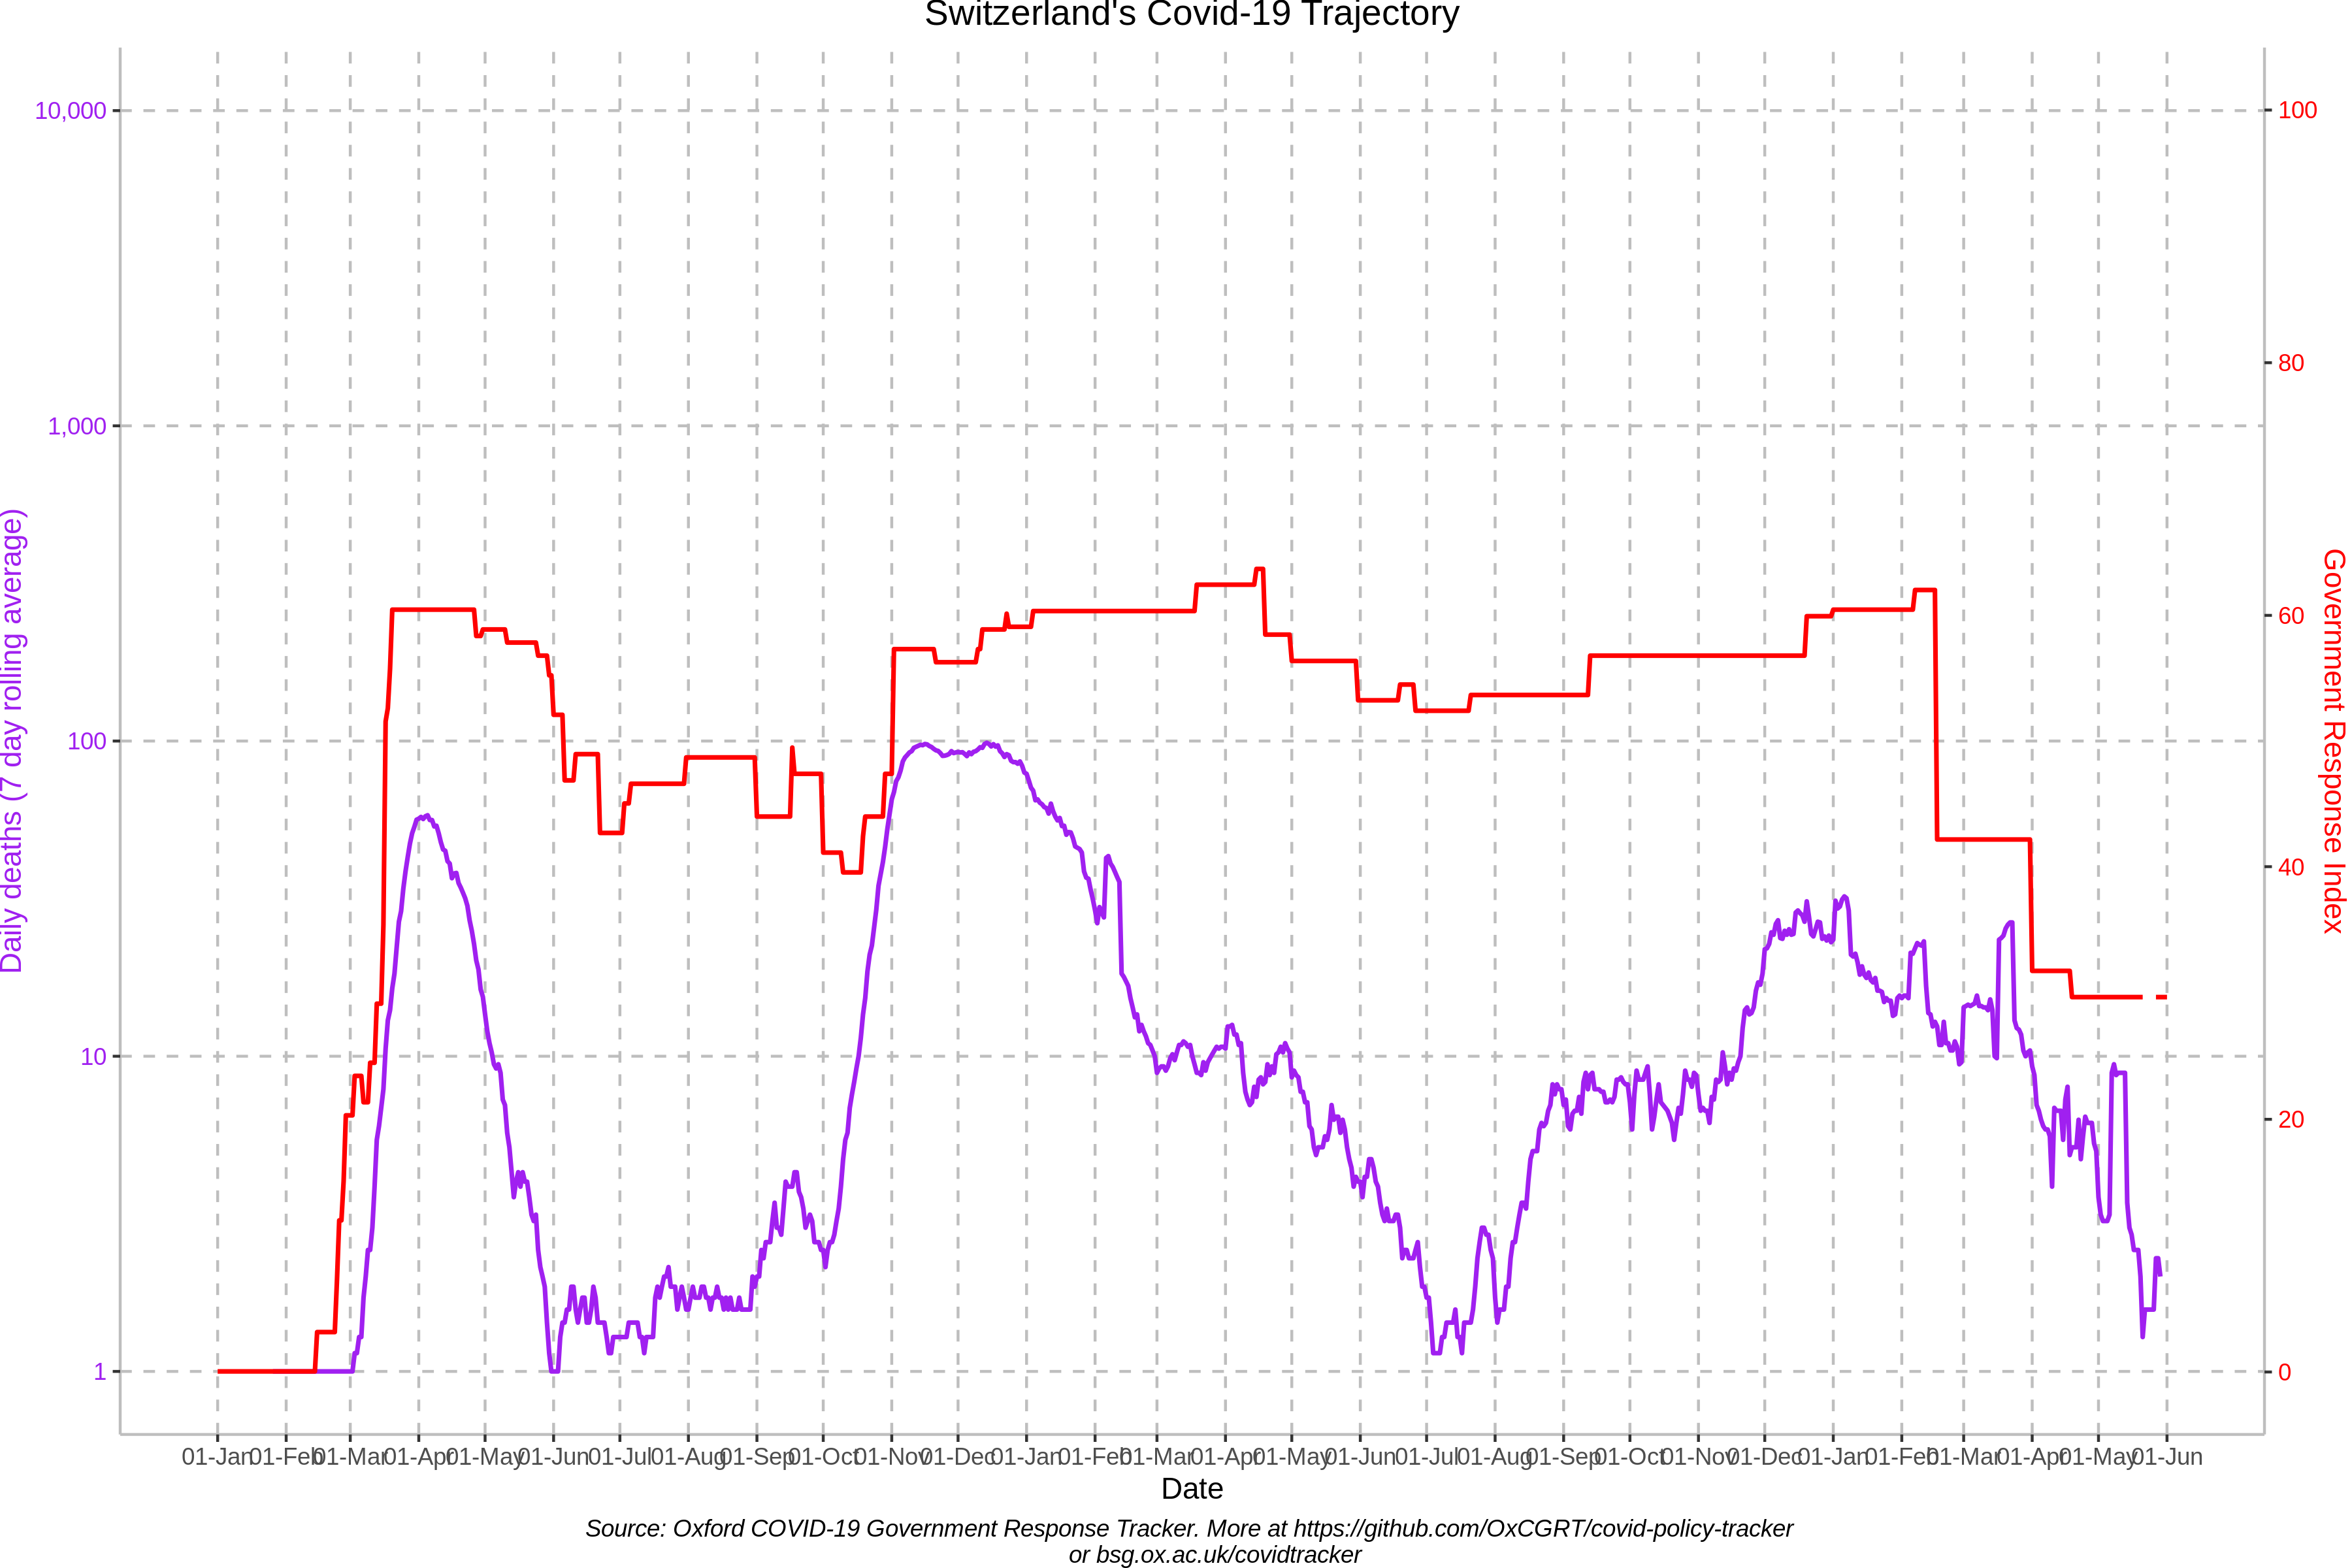 Switzerland's Covid-19 Trajectory
10,000
1,000
100
10
1
Daily deaths (7 day rolling average)
100
80
60
40
20
0
Government Response Index
01-Jan 01-Feb 01-Mar 01-Apr 01-May 01-Jun 01-Jul 01-Aug 01-Sep 01-Oct 01-Nov 01-Dec 01-Jan 01-Feb 01-Mar 01-Apr 01-May 01-Jun 01-Jul 01-Aug 01-Sep 01-Oct 01-Nov 01-Dec 01-Jan 01-Feb 01-Mar 01-Apr 01-May 01-Jun
Date
Source: Oxford COVID-19 Government Response Tracker. More at https://github.com/OxCGRT/covid-policy-tracker
or bsg.ox.ac.uk/covidtracker